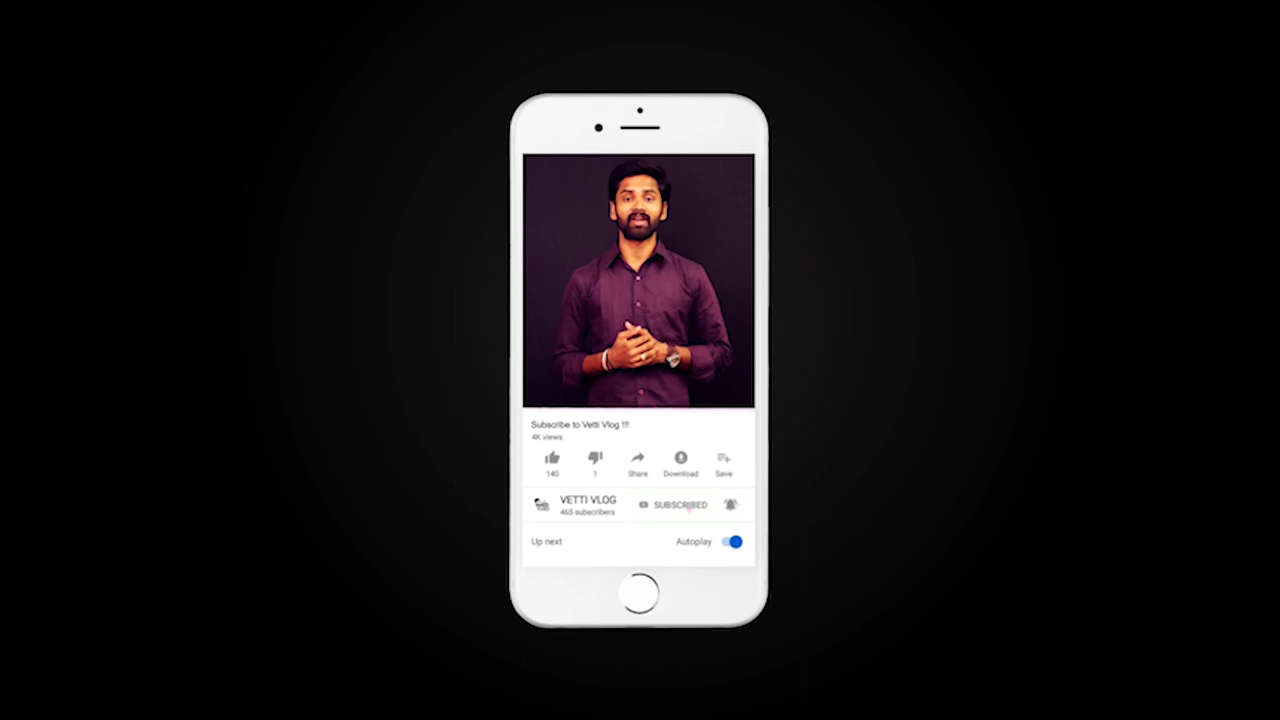 Subscribe to Vetti Vlog !!!
4K views
140 1 Share Download Save
VETTI VLOG SUBSCRIBED
465 subscribers
Up next Autoplay